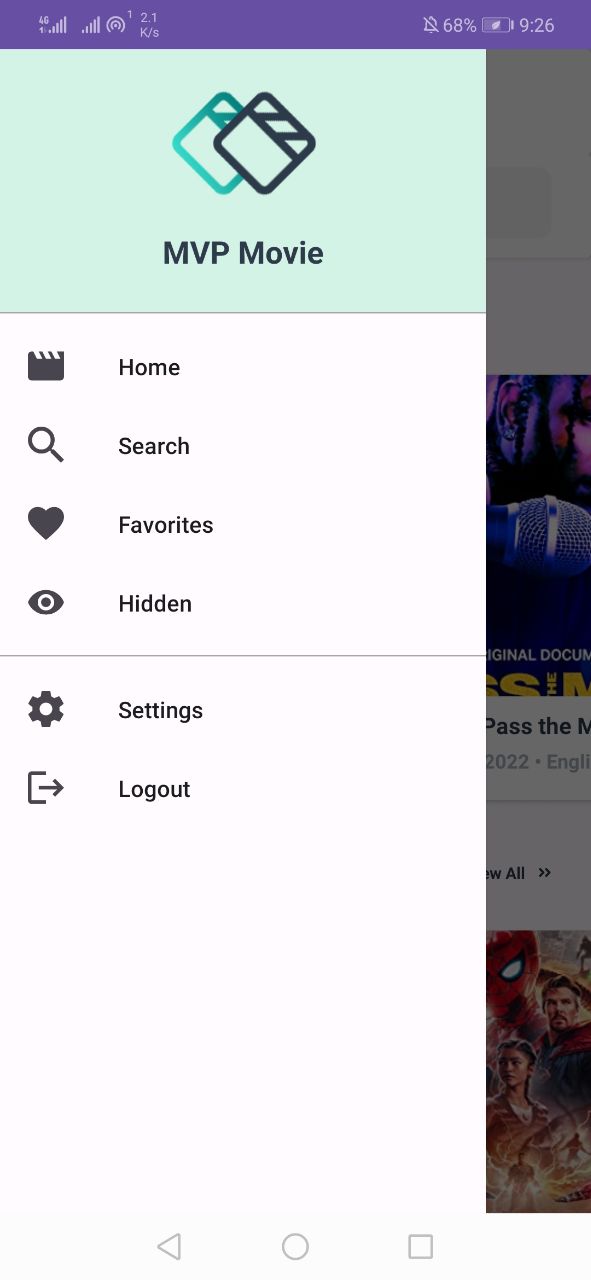 4G
1
2.1
K/s
68%
9:26
MVP Movie
Home
Search
Favorites
Hidden
IGINAL DOCUM
THE
Pass the M
2022 • Engli
Settings
Logout
ew All